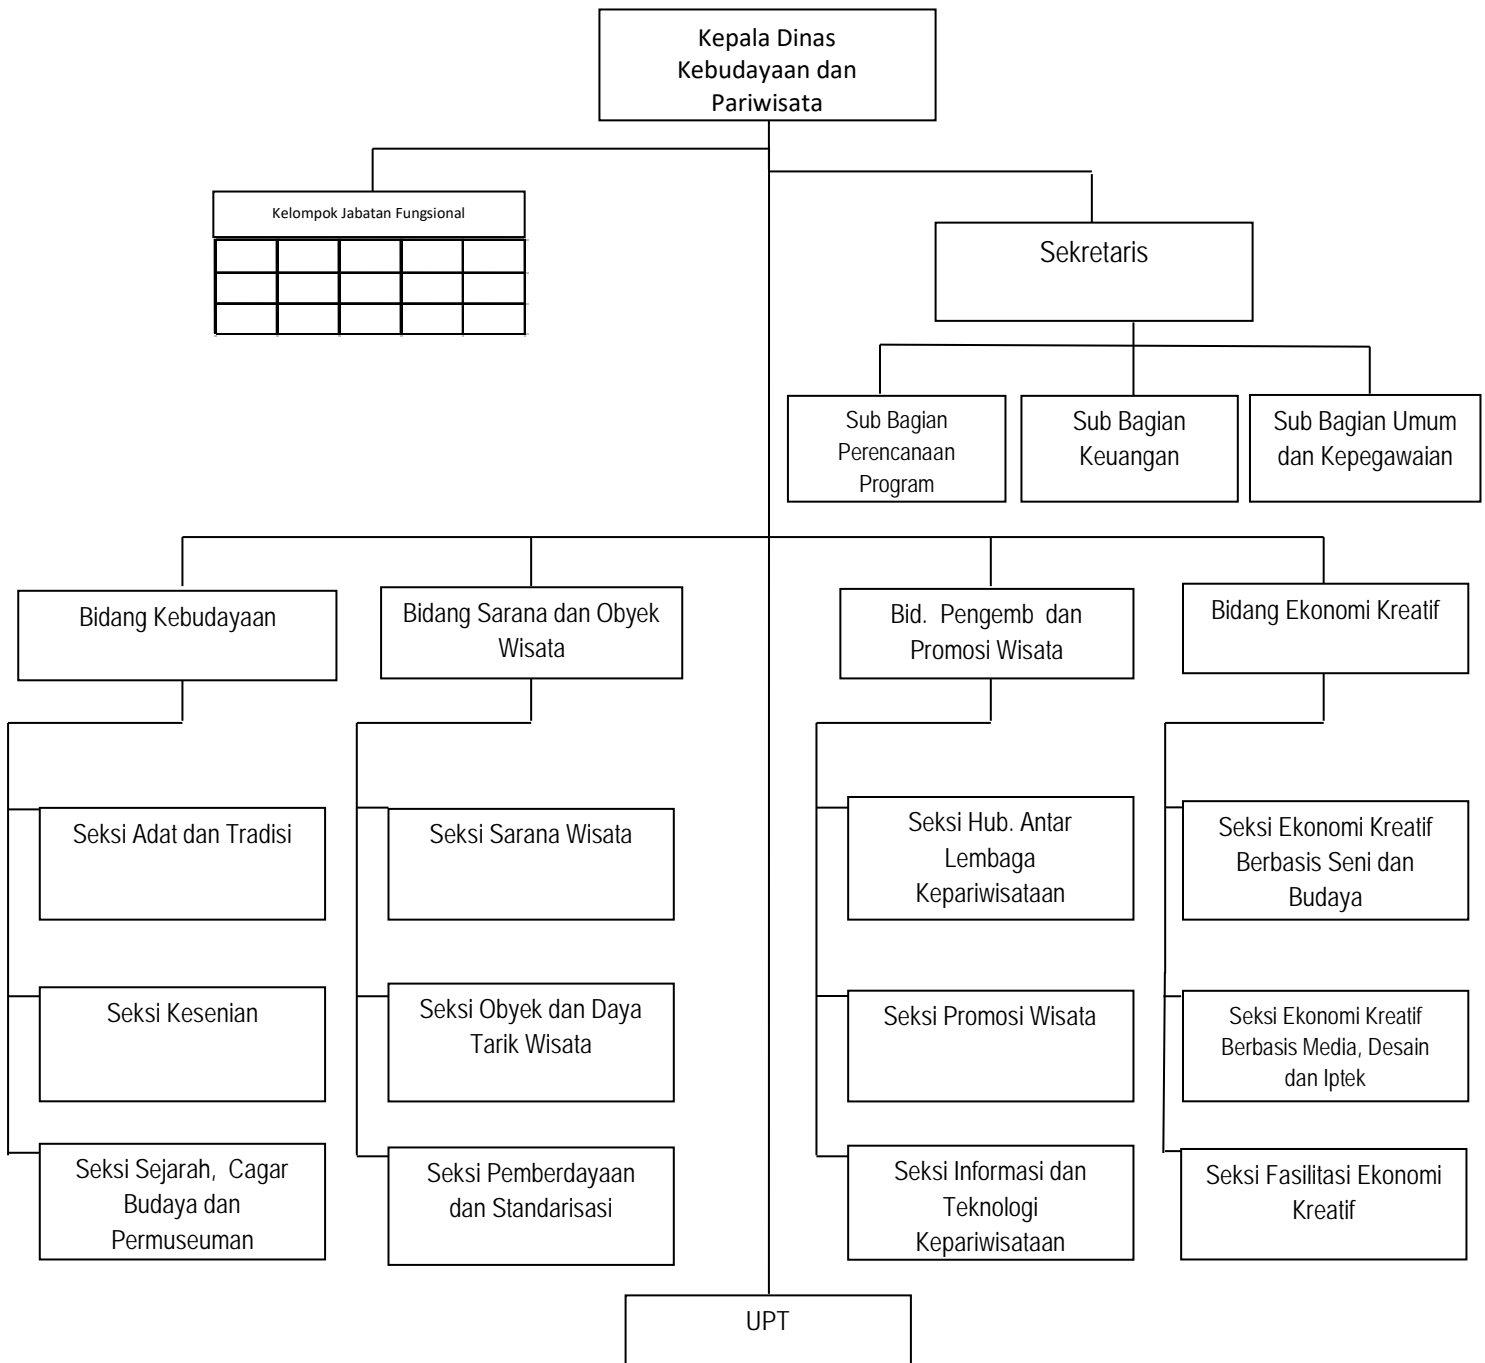 Kepala Dinas
Kebudayaan dan
Pariwisata
Kelompok Jabatan Fungsional
Sekretaris
Sub Bagian
Perencanaan
Program
Sub Bagian
Keuangan
Sub Bagian Umum
dan Kepegawaian
Bidang Kebudayaan
Bidang Sarana dan Obyek
Wisata
Bid. Pengemb dan
Promosi Wisata
Bidang Ekonomi Kreatif
Seksi Adat dan Tradisi
Seksi Sarana Wisata
Seksi Hub. Antar
Lembaga
Kepariwisataan
Seksi Ekonomi Kreatif
Berbasis Seni dan
Budaya
Seksi Kesenian
Seksi Obyek dan Daya
Tarik Wisata
Seksi Promosi Wisata
Seksi Ekonomi Kreatif
Berbasis Media, Desain
dan Iptek
Seksi Sejarah, Cagar
Budaya dan
Permuseuman
Seksi Pemberdayaan
dan Standarisasi
Seksi Informasi dan
Teknologi
Kepariwisataan
Seksi Fasilitasi Ekonomi
Kreatif
UPT